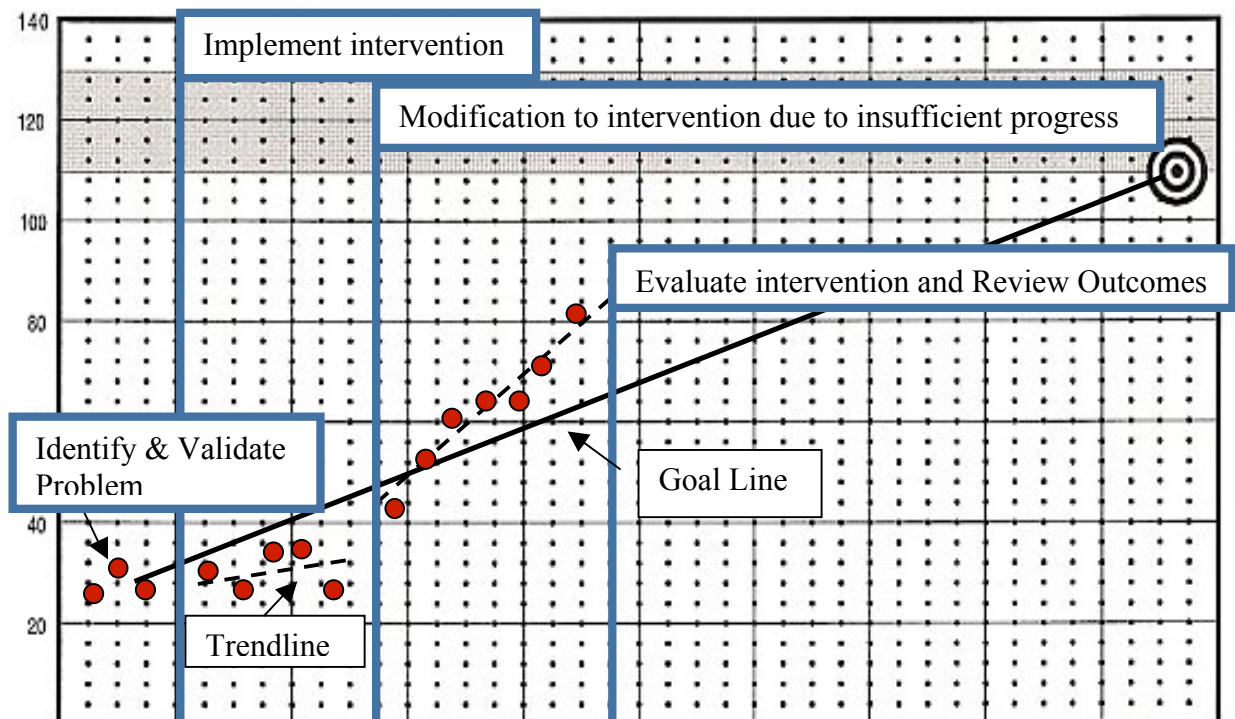 140
Implement intervention
Modification to intervention due to insufficient progress
120
100
Evaluate intervention and Review Outcomes
80
Identify & Validate
Problem
Goal Line
40
20
Trendline